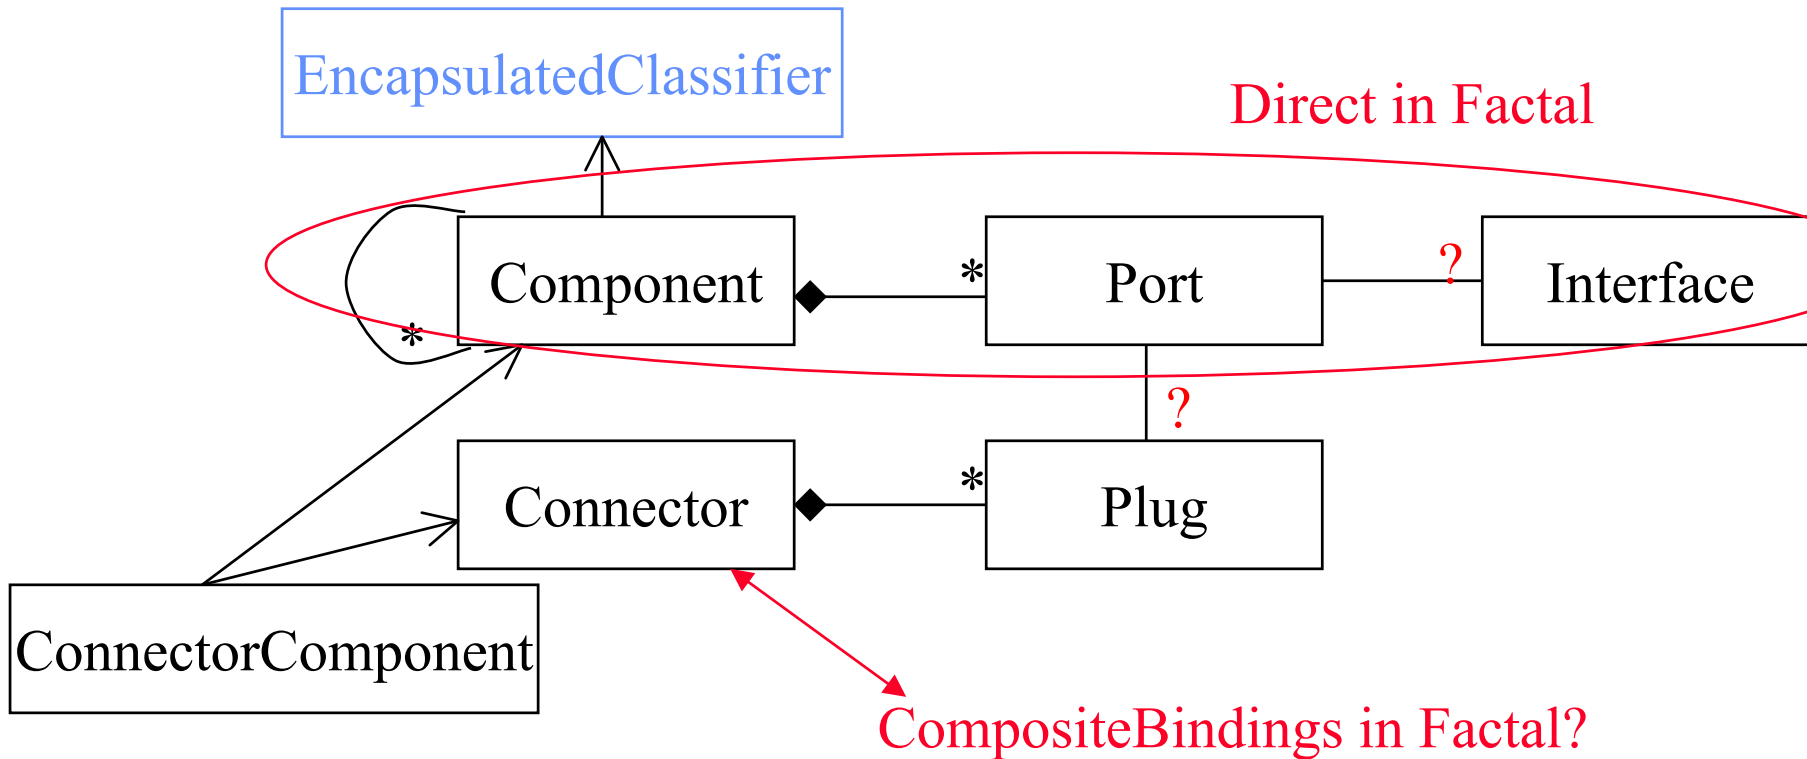 EncapsulatedClassifier
Direct in Factal
Component
*
Port
?
Interface
*
?
Connector
*
Plug
ConnectorComponent
CompositeBindings in Factal?